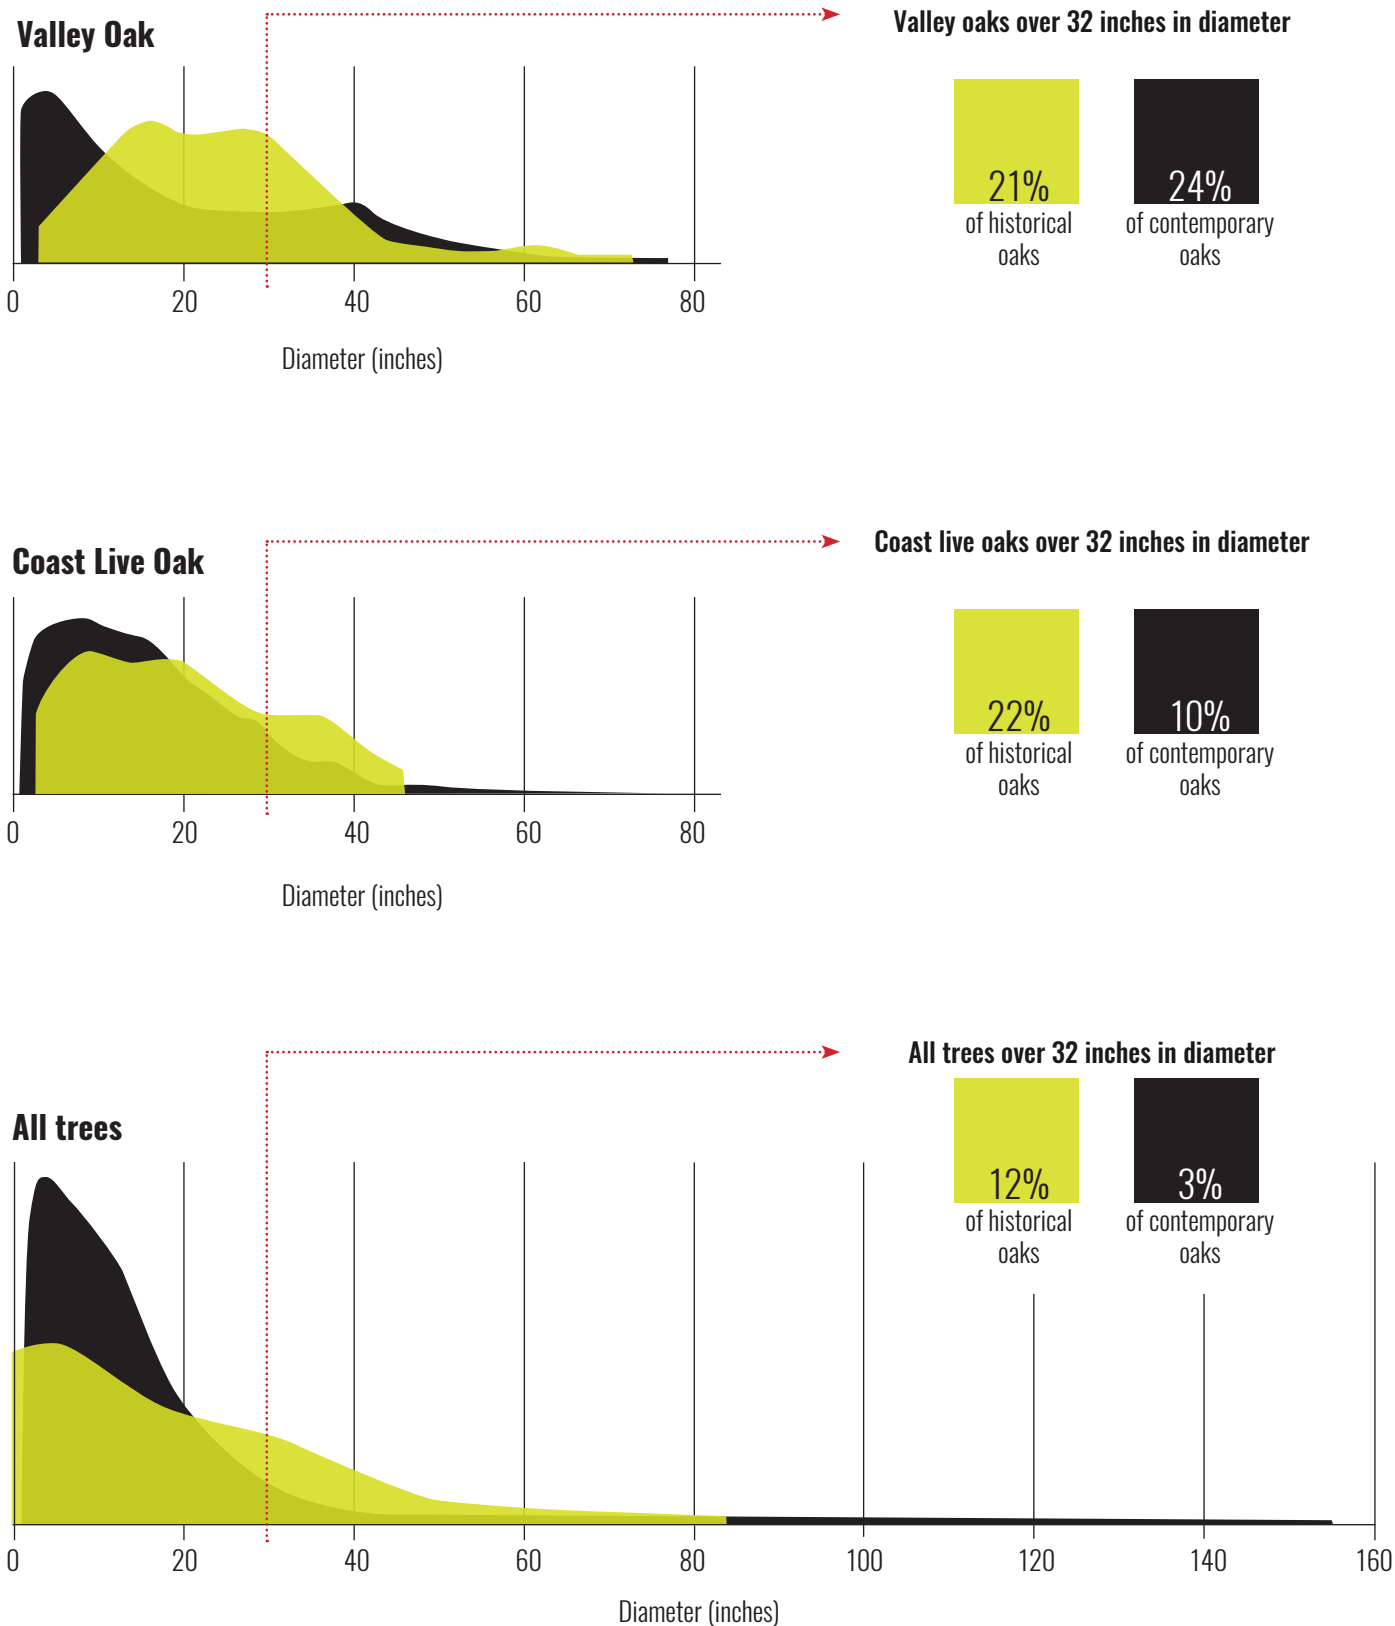 Valley Oak
Valley oaks over 32 inches in diameter
21%
of historical
oaks
24%
of contemporary
oaks
0 20 40 60 80
Diameter (inches)
Coast Live Oak
Coast live oaks over 32 inches in diameter
22%
of historical
oaks
10%
of contemporary
oaks
0 20 40 60 80
Diameter (inches)
All trees
All trees over 32 inches in diameter
12%
of historical
oaks
3%
of contemporary
oaks
0 20 40 60 80 100 120 140 160
Diameter (inches)